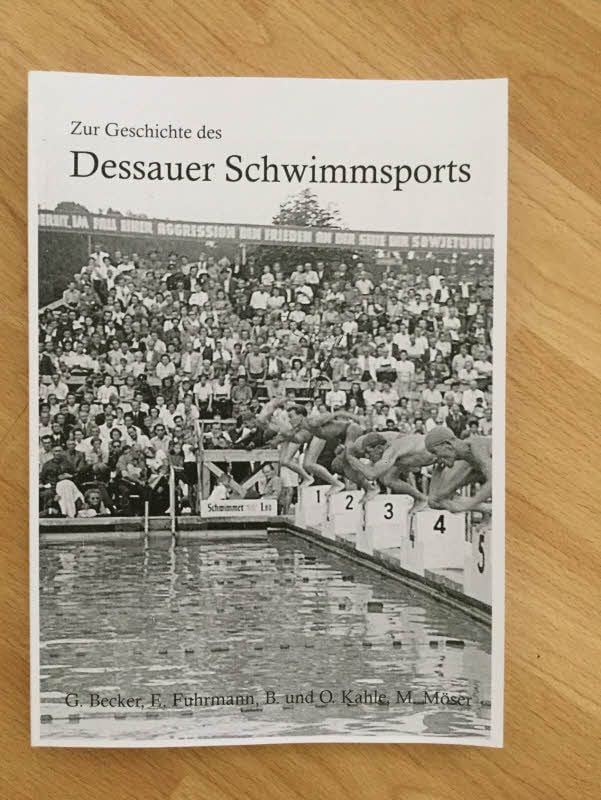 Zur Geschichte des
Dessauer Schwimmsports
IM FALL EINER AGGRESSION DEN FRIEDEN AN DER SEITE DER SOWJETUNION
Schwimmer
1 2 3 4 5
G. Becker, E. Fuhrmann, B. und O. Kahle, M. Möser